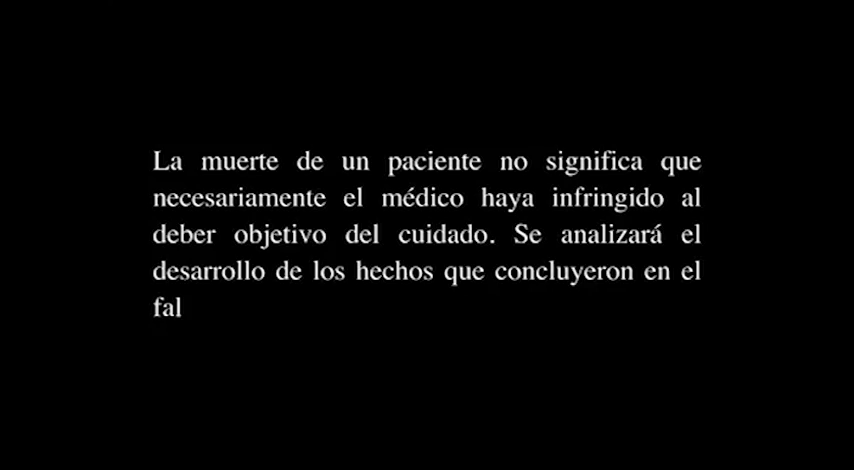 La muerte de un paciente no significa que
necesariamente el médico haya infringido al
deber objetivo del cuidado. Se analizará el
desarrollo de los hechos que concluyeron en el
fal